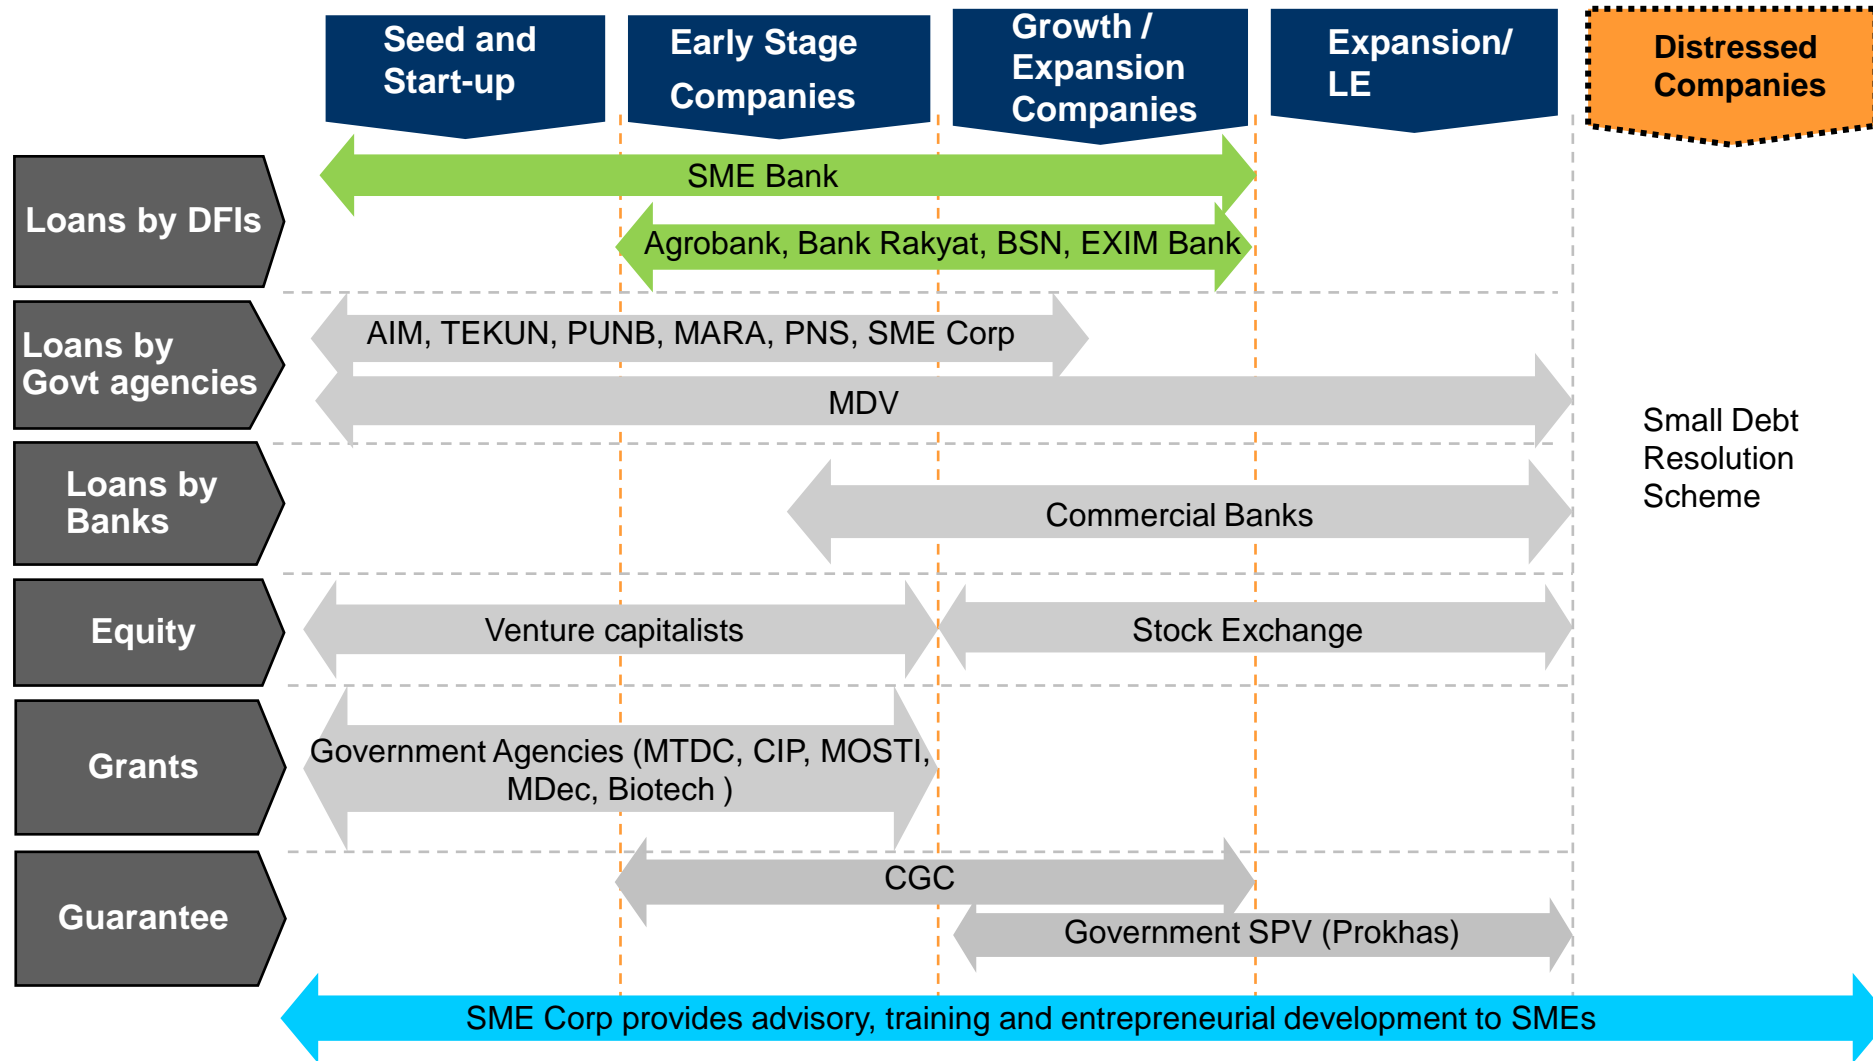 Seed and
Start-up
Early Stage
Companies
Growth /
Expansion
Companies
Expansion/
LE
Distressed
Companies
Loans by DFIs
SME Bank
Agrobank, Bank Rakyat, BSN, EXIM Bank
Loans by
Govt agencies
AIM, TEKUN, PUNB, MARA, PNS, SME Corp
MDV
Small Debt
Resolution
Scheme
Loans by
Banks
Commercial Banks
Equity
Venture capitalists
Stock Exchange
Grants
Government Agencies (MTDC, CIP, MOSTI,
MDec, Biotech )
Guarantee
CGC
Government SPV (Prokhas)
SME Corp provides advisory, training and entrepreneurial development to SMEs